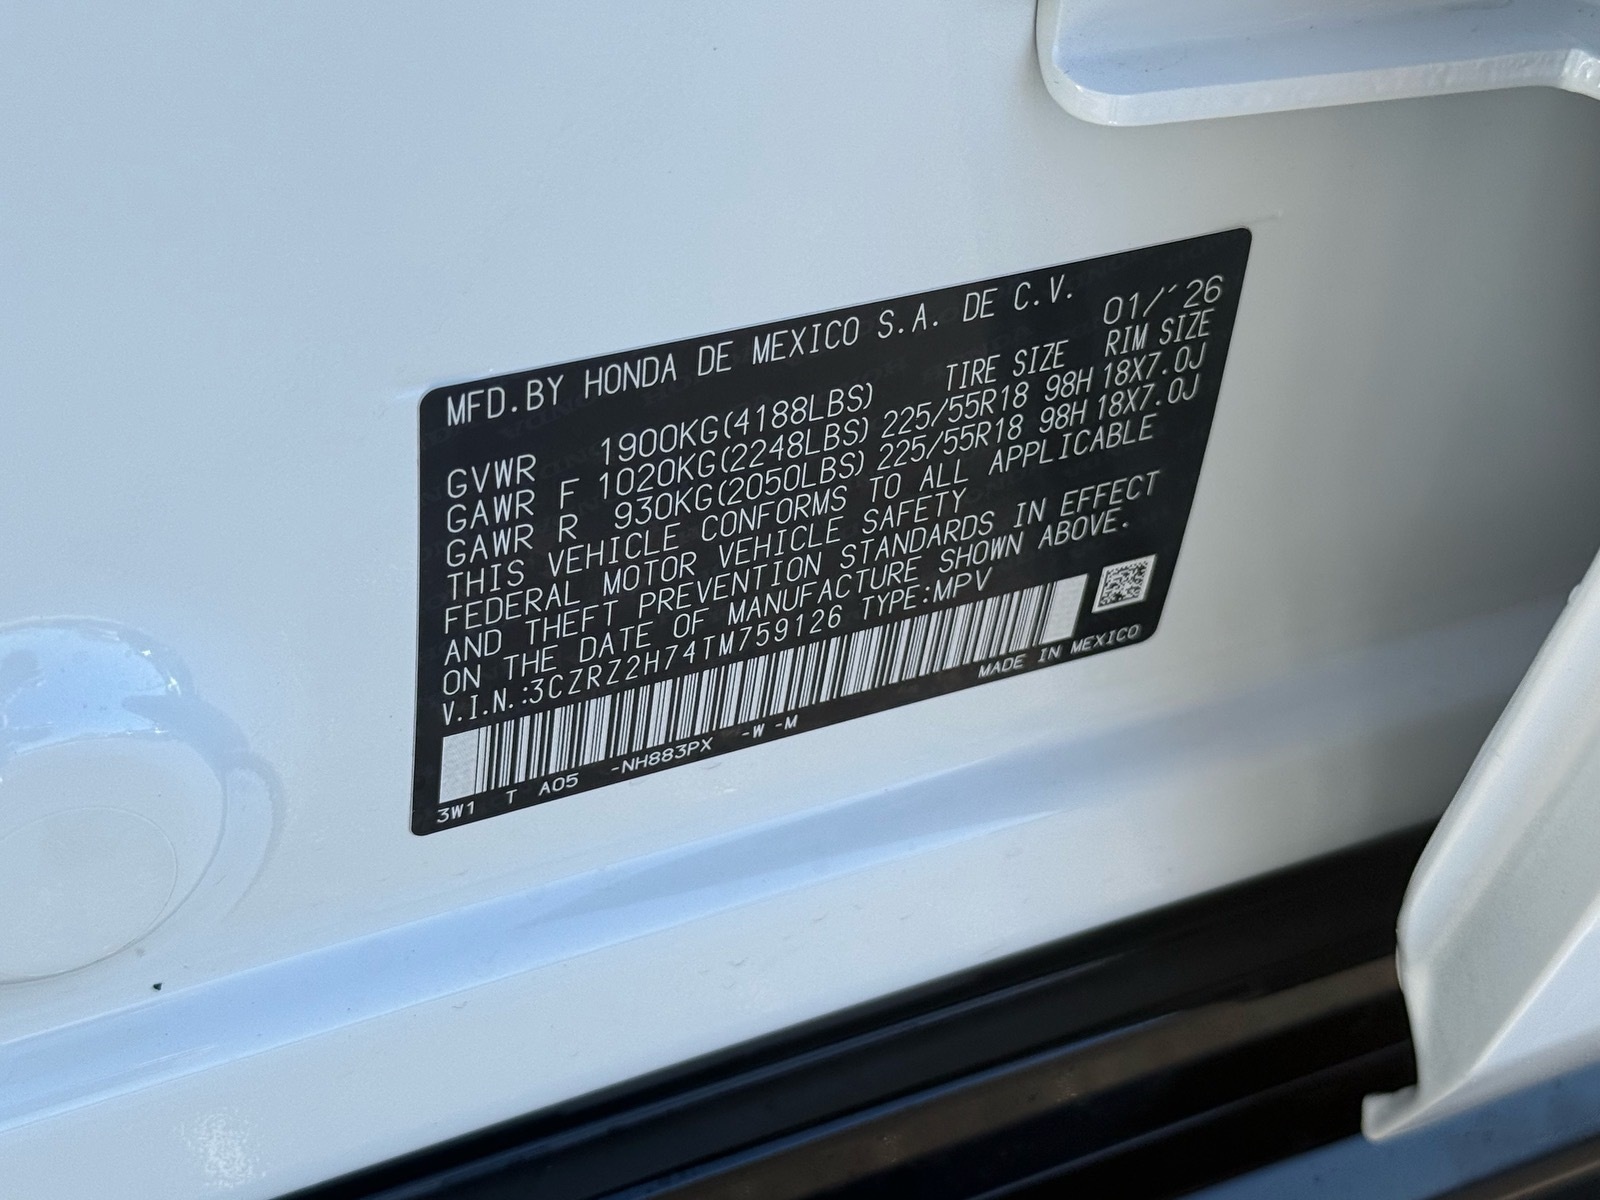 MFD.BY HONDA DE MEXICO S.A. DE C.V.
01/´26
TIRE SIZE RIM SIZE
GVWR 1900KG(4188LBS)
GAWR F 1020KG(2248LBS) 225/55R18 98H 18X7.0J
GAWR R 930KG(2050LBS) 225/55R18 98H 18X7.0J
THIS VEHICLE CONFORMS TO ALL APPLICABLE
FEDERAL MOTOR VEHICLE SAFETY
AND THEFT PREVENTION STANDARDS IN EFFECT
ON THE DATE OF MANUFACTURE SHOWN ABOVE.
V.I.N.:3CZRZ2H74TM759126 TYPE:MPV
MADE IN MEXICO
3W1 T A05 -NH883PX -W -M